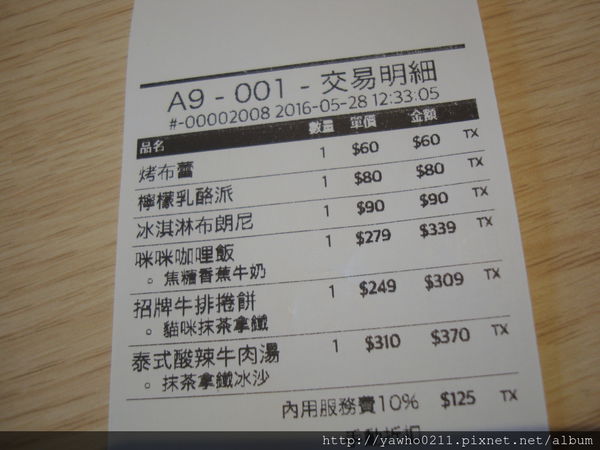 A9 - 001 - 交易明細
#-00002008 2016-05-28 12:33:05
品名 數量 單價 金額
烤布蕾 1 $60 $60 TX
檸檬乳酪派 1 $80 $80 TX
冰淇淋布朗尼 1 $90 $90 TX
咪咪咖哩飯 1 $279 $339 TX
。焦糖香蕉牛奶
招牌牛排捲餅 1 $249 $309 TX
。貓咪抹茶拿鐵
泰式酸辣牛肉湯 1 $310 $370 TX
。抹茶拿鐵冰沙
內用服務費10% $125 TX
http://yawho0211.pixnet.net/album